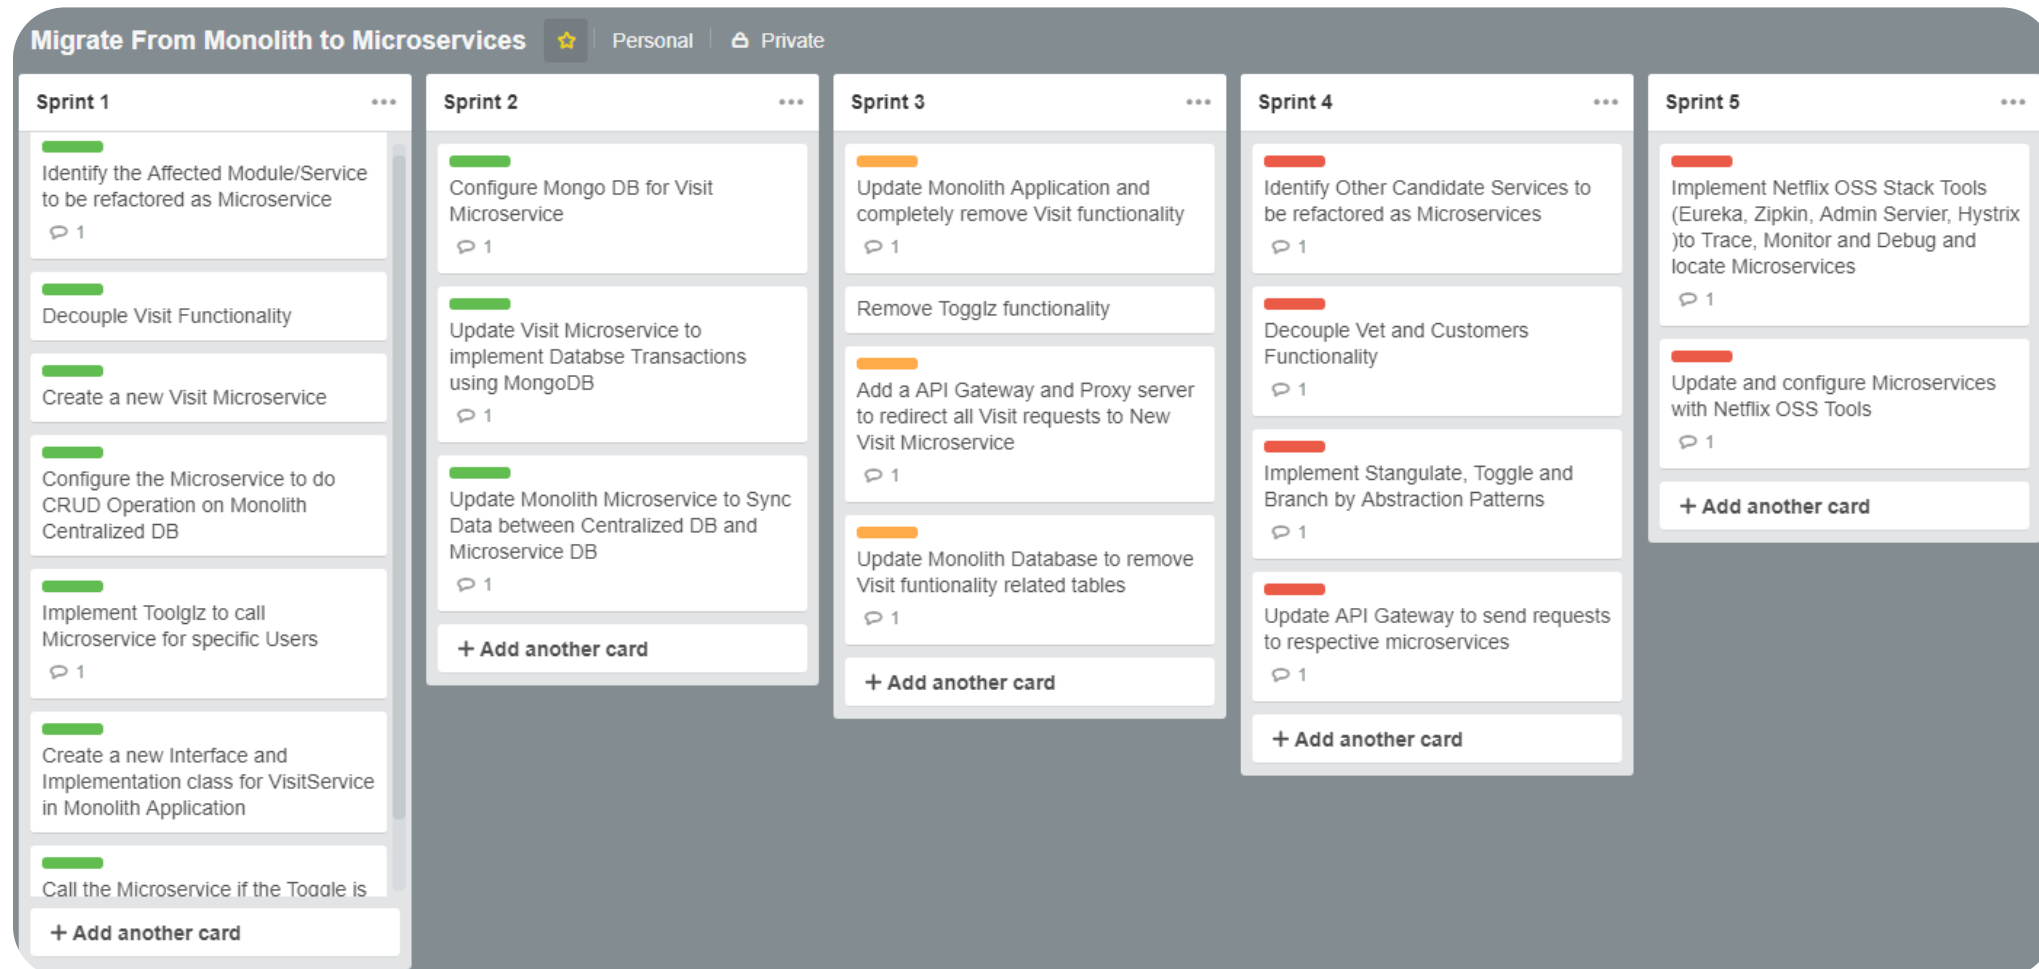 Migrate From Monolith to Microservices Personal Private
Sprint 1
Identify the Affected Module/Service
to be refactored as Microservice
1
Decouple Visit Functionality
Create a new Visit Microservice
Configure the Microservice to do
CRUD Operation on Monolith
Centralized DB
Implement Toolglz to call
Microservice for specific Users
1
Create a new Interface and
Implementation class for VisitService
in Monolith Application
Call the Microservice if the Toggle is
+ Add another card
Sprint 2
Configure Mongo DB for Visit
Microservice
1
Update Visit Microservice to
implement Databse Transactions
using MongoDB
1
Update Monolith Microservice to Sync
Data between Centralized DB and
Microservice DB
1
+ Add another card
Sprint 3
Update Monolith Application and
completely remove Visit functionality
1
Remove Togglz functionality
Add a API Gateway and Proxy server
to redirect all Visit requests to New
Visit Microservice
1
Update Monolith Database to remove
Visit funtionality related tables
1
+ Add another card
Sprint 4
Identify Other Candidate Services to
be refactored as Microservices
1
Decouple Vet and Customers
Functionality
1
Implement Stangulate, Toggle and
Branch by Abstraction Patterns
1
Update API Gateway to send requests
to respective microservices
1
+ Add another card
Sprint 5
Implement Netflix OSS Stack Tools
(Eureka, Zipkin, Admin Servier, Hystrix
)to Trace, Monitor and Debug and
locate Microservices
1
Update and configure Microservices
with Netflix OSS Tools
1
+ Add another card